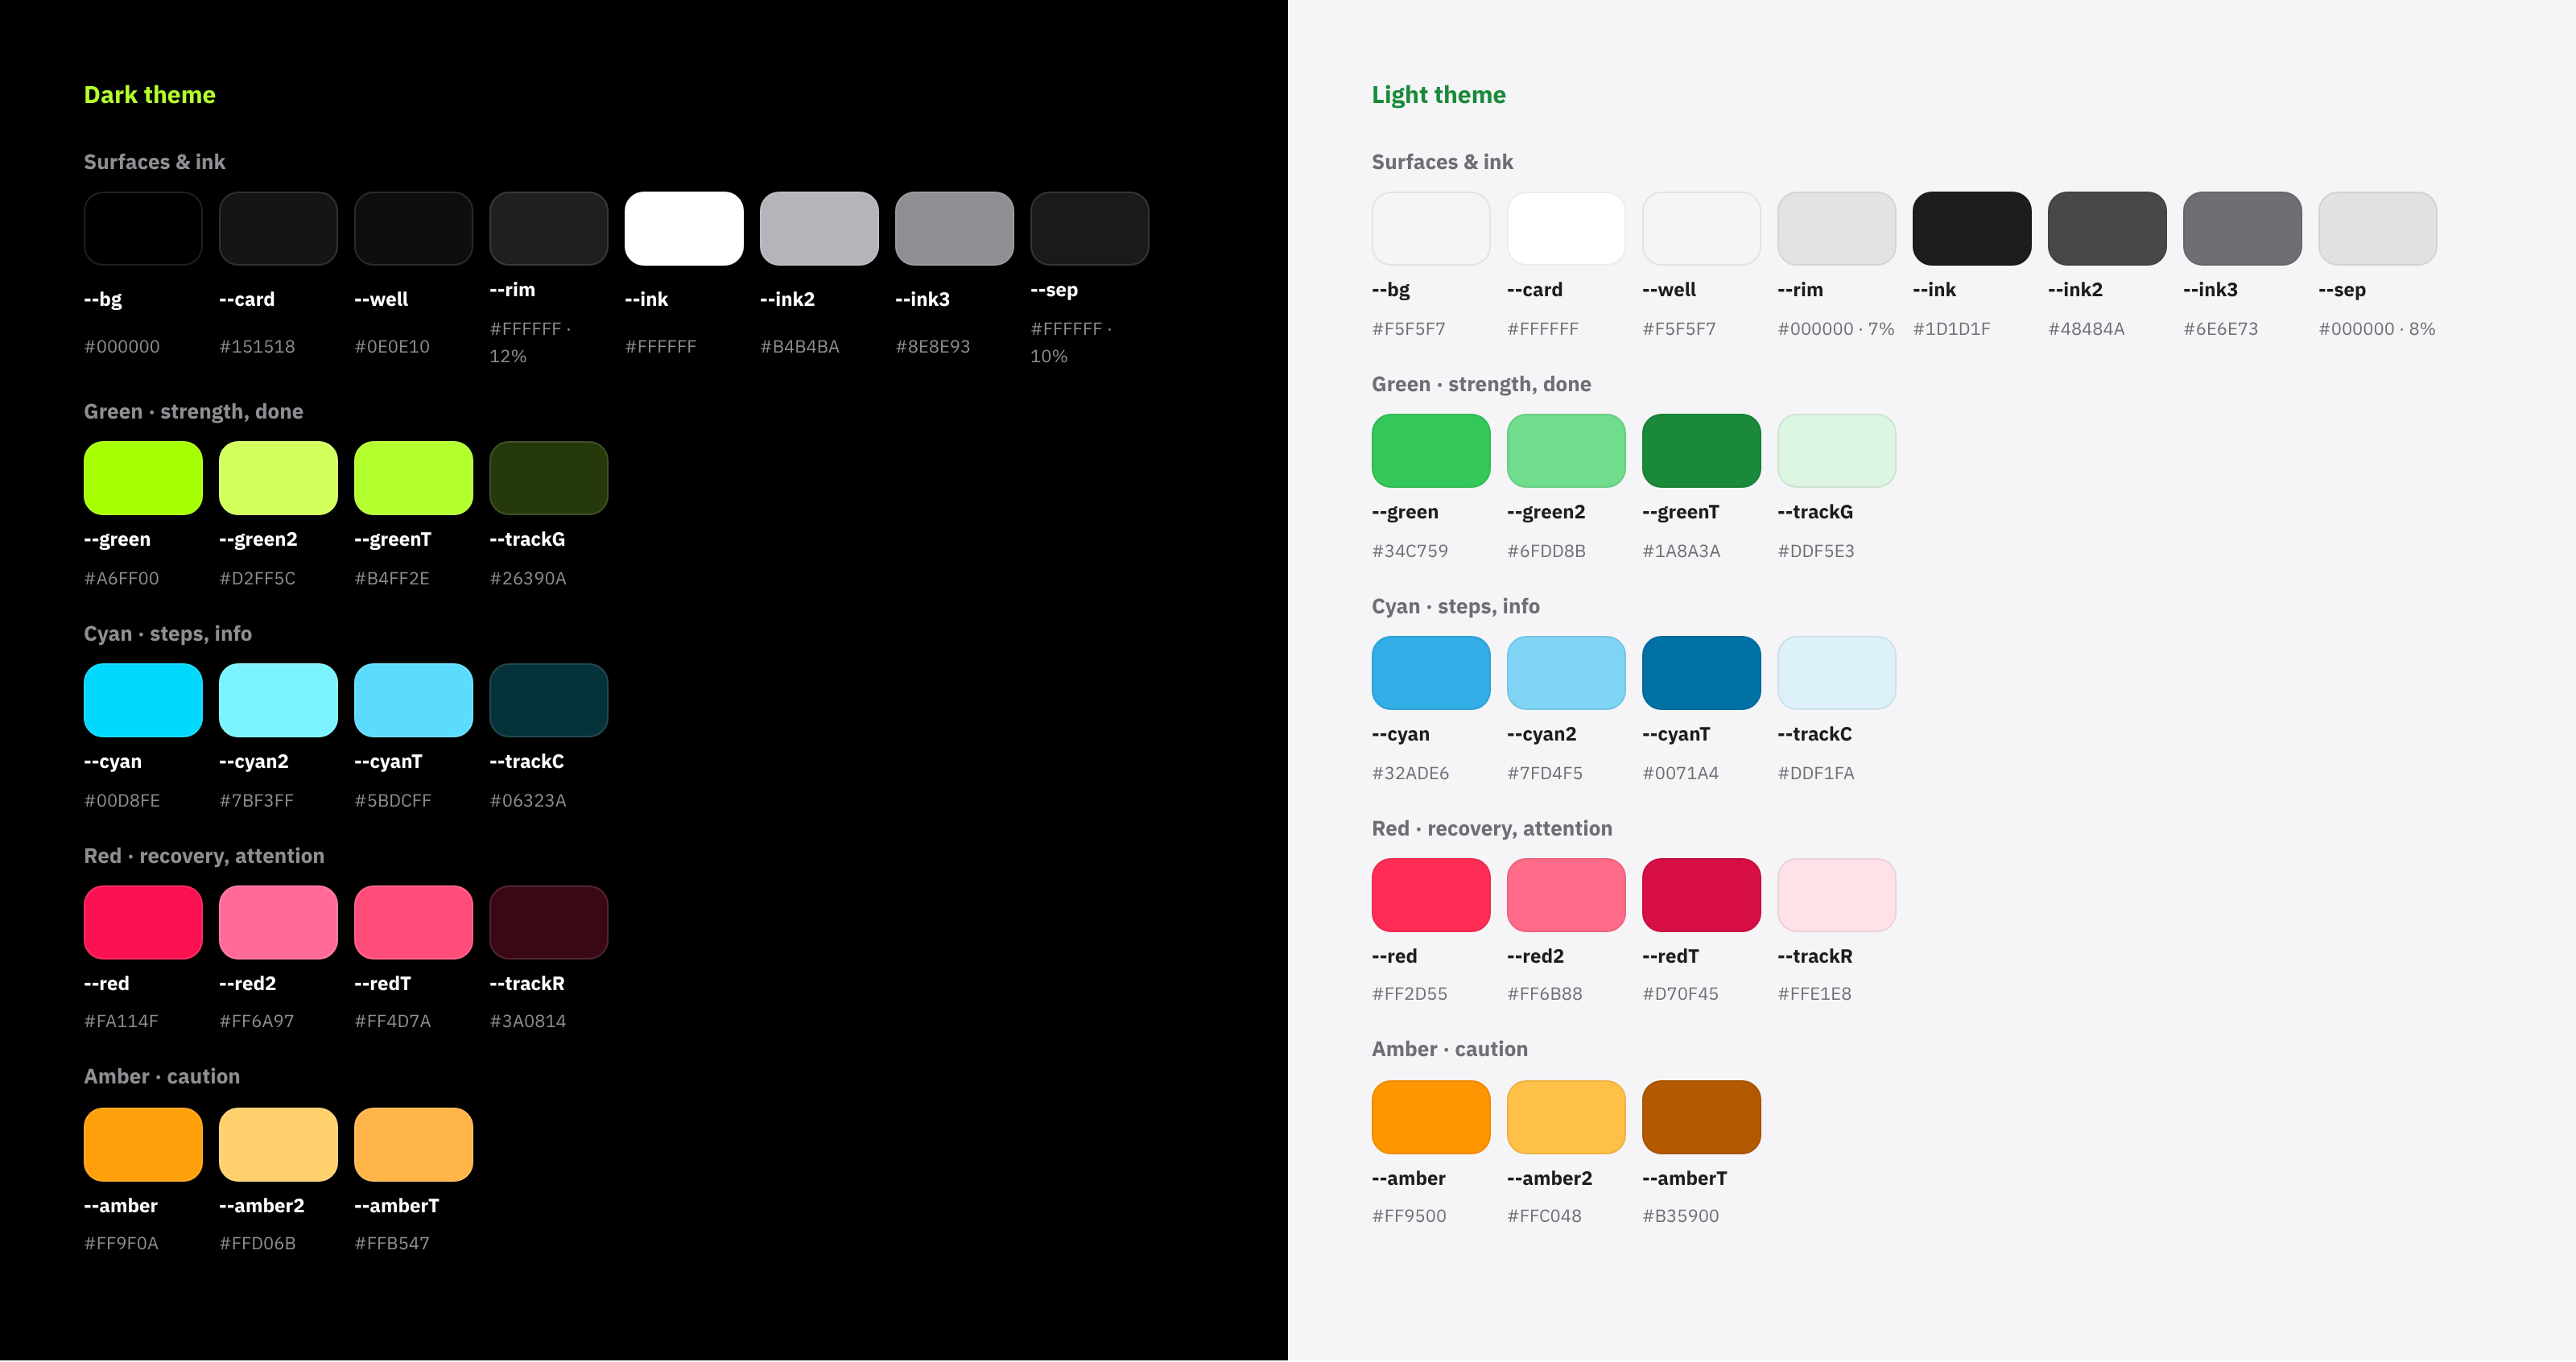 Dark theme
Surfaces & ink
--bg
--card
--well
--rim
--ink
--ink2
--ink3
--sep
#000000
#151518
#0E0E10
#FFFFFF ·
12%
#FFFFFF
#B4B4BA
#8E8E93
#FFFFFF ·
10%
Green · strength, done
--green
--green2
--greenT
--trackG
#A6FF00
#D2FF5C
#B4FF2E
#26390A
Cyan · steps, info
--cyan
--cyan2
--cyanT
--trackC
#00D8FE
#7BF3FF
#5BDCFF
#06323A
Red · recovery, attention
--red
--red2
--redT
--trackR
#FA114F
#FF6A97
#FF4D7A
#3A0814
Amber · caution
--amber
--amber2
--amberT
#FF9F0A
#FFD06B
#FFB547
Light theme
Surfaces & ink
--bg
--card
--well
--rim
--ink
--ink2
--ink3
--sep
#F5F5F7
#FFFFFF
#F5F5F7
#000000 · 7%
#1D1D1F
#48484A
#6E6E73
#000000 · 8%
Green · strength, done
--green
--green2
--greenT
--trackG
#34C759
#6FDD8B
#1A8A3A
#DDF5E3
Cyan · steps, info
--cyan
--cyan2
--cyanT
--trackC
#32ADE6
#7FD4F5
#0071A4
#DDF1FA
Red · recovery, attention
--red
--red2
--redT
--trackR
#FF2D55
#FF6B88
#D70F45
#FFE1E8
Amber · caution
--amber
--amber2
--amberT
#FF9500
#FFC048
#B35900